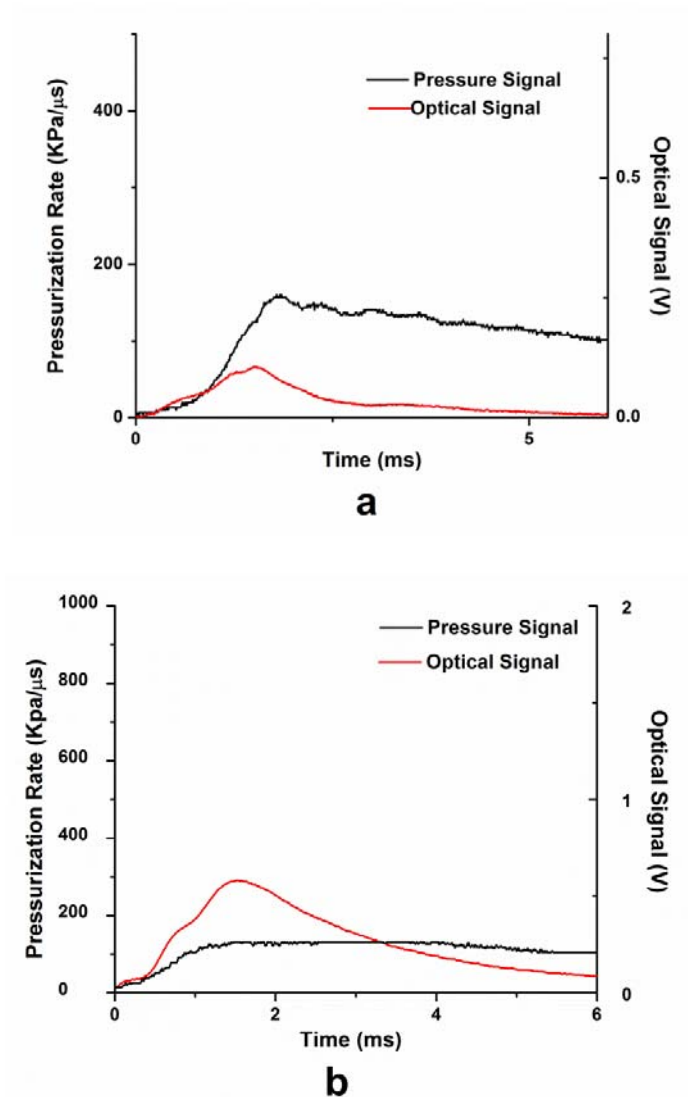 Pressurization Rate (KPa/μs)
400
200
0
Pressure Signal
Optical Signal
0.5
0.0
Optical Signal (V)
0
5
Time (ms)
a
Pressurization Rate (Kpa/μs)
1000
800
600
400
200
0
Pressure Signal
Optical Signal
2
1
0
Optical Signal (V)
0
2
4
6
Time (ms)
b